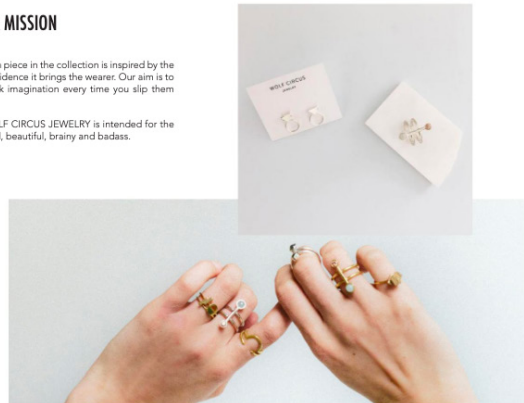 MISSION
piece in the collection is inspired by the
idence it brings the wearer. Our aim is to
k imagination every time you slip them
LF CIRCUS JEWELRY is intended for the
l, beautiful, brainy and badass.
WOLF CIRCUS
JEWELRY